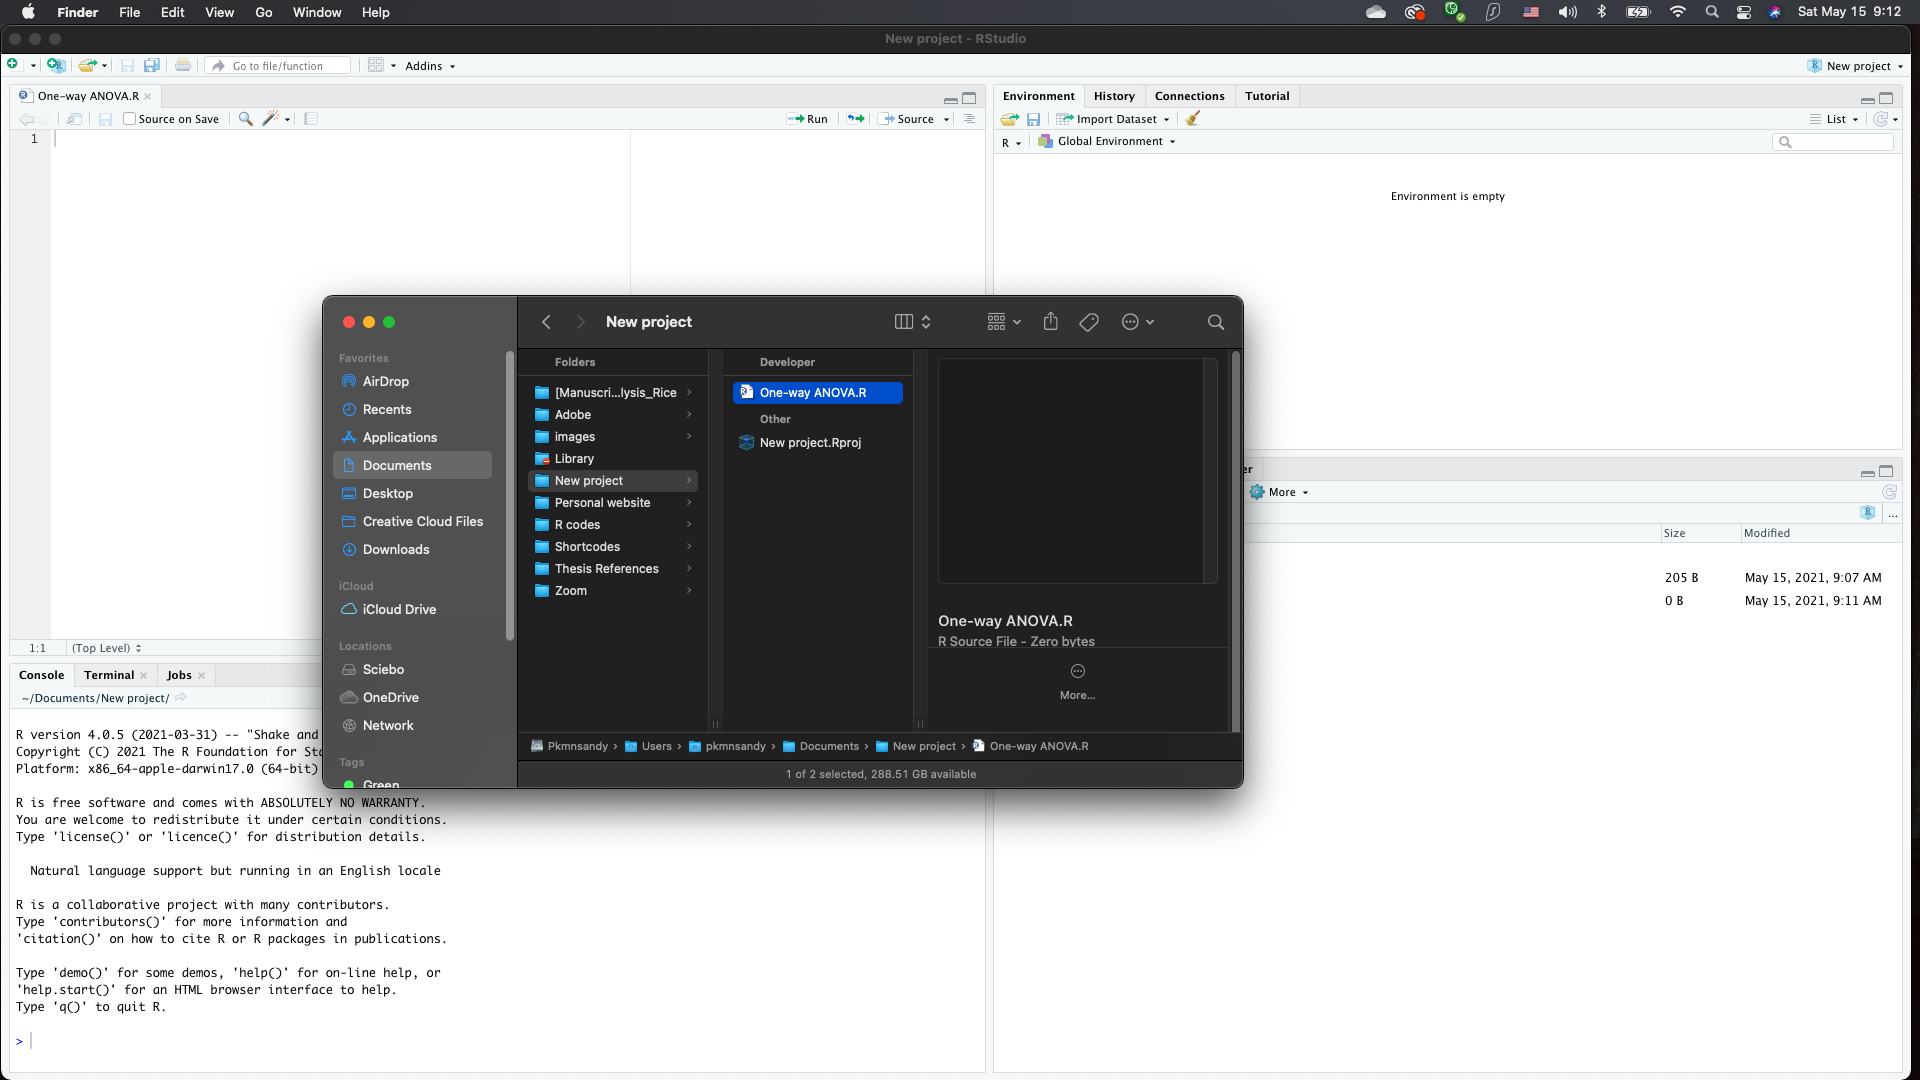 Finder File Edit View Go Window Help
Sat May 15 9:12
New project - RStudio
Go to file/function
Addins
New project
One-way ANOVA.R
Source on Save
Run
Source
1
1:1 (Top Level)
Environment History Connections Tutorial
Import Dataset
List
R Global Environment
Environment is empty
er
More
...
Size Modified
205 B May 15, 2021, 9:07 AM
0 B May 15, 2021, 9:11 AM
New project
Favorites
AirDrop
Recents
Applications
Documents
Desktop
Creative Cloud Files
Downloads
iCloud
iCloud Drive
Locations
Sciebo
OneDrive
Network
Tags
Green
Folders
[Manuscri...lysis_Rice
Adobe
images
Library
New project
Personal website
R codes
Shortcodes
Thesis References
Zoom
Developer
One-way ANOVA.R
Other
New project.Rproj
One-way ANOVA.R
R Source File - Zero bytes
More...
Pkmnsandy › Users › pkmnsandy › Documents › New project › One-way ANOVA.R
1 of 2 selected, 288.51 GB available
Console Terminal Jobs
~/Documents/New project/
R version 4.0.5 (2021-03-31) -- "Shake and
Copyright (C) 2021 The R Foundation for Sta
Platform: x86_64-apple-darwin17.0 (64-bit)
R is free software and comes with ABSOLUTELY NO WARRANTY.
You are welcome to redistribute it under certain conditions.
Type 'license()' or 'licence()' for distribution details.
Natural language support but running in an English locale
R is a collaborative project with many contributors.
Type 'contributors()' for more information and
'citation()' on how to cite R or R packages in publications.
Type 'demo()' for some demos, 'help()' for on-line help, or
'help.start()' for an HTML browser interface to help.
Type 'q()' to quit R.
>